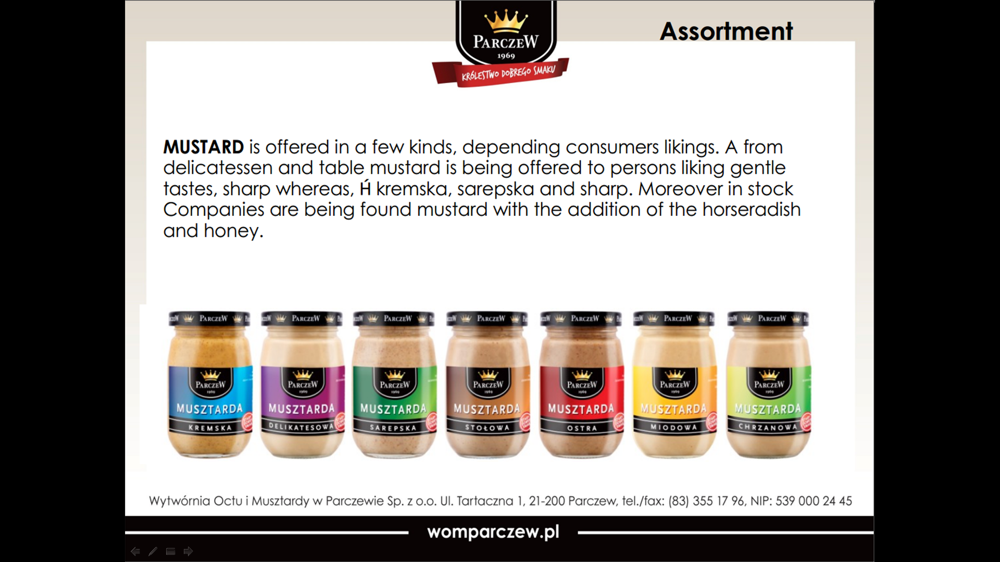 PARCZEW
1969
KRÓLESTWO DOBREGO SMAKU
Assortment
MUSTARD is offered in a few kinds, depending consumers likings. A from
delicatessen and table mustard is being offered to persons liking gentle
tastes, sharp whereas, Ή kremska, sarepska and sharp. Moreover in stock
Companies are being found mustard with the addition of the horseradish
and honey.
PARCZEW
PARCZEW
1969
MUSZTARDA
KREMSKA
PARCZEW
PARCZEW
1969
MUSZTARDA
DELIKATESOWA
PARCZEW
PARCZEW
1969
MUSZTARDA
SAREPSKA
PARCZEW
PARCZEW
1969
MUSZTARDA
STOŁOWA
PARCZEW
PARCZEW
1969
MUSZTARDA
OSTRA
PARCZEW
PARCZEW
1969
MUSZTARDA
MIODOWA
PARCZEW
PARCZEW
1969
MUSZTARDA
CHRZANOWA
Wytwórnia Octu i Musztardy w Parczewie Sp. z o.o. Ul. Tartaczna 1, 21-200 Parczew, tel./fax: (83) 355 17 96, NIP: 539 000 24 45
womparczew.pl